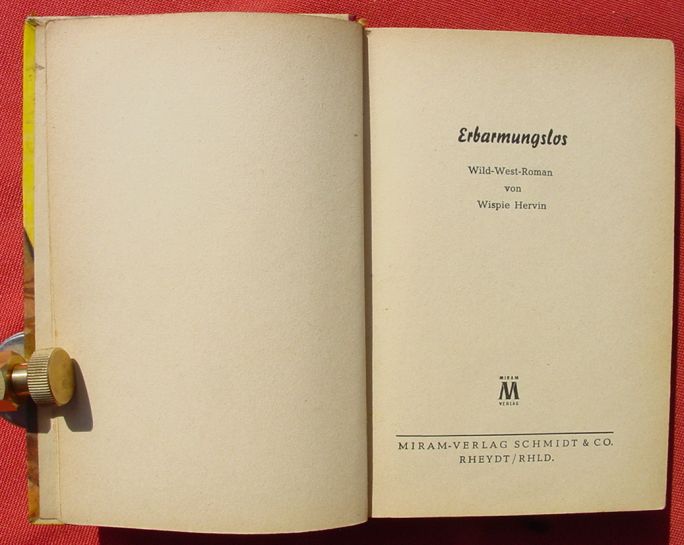 Erbarmungslos
Wild-West-Roman
von
Wispie Hervin
MIRAM
M
VERLAG
MIRAM-VERLAG SCHMIDT & CO.
RHEYDT/RHLD.